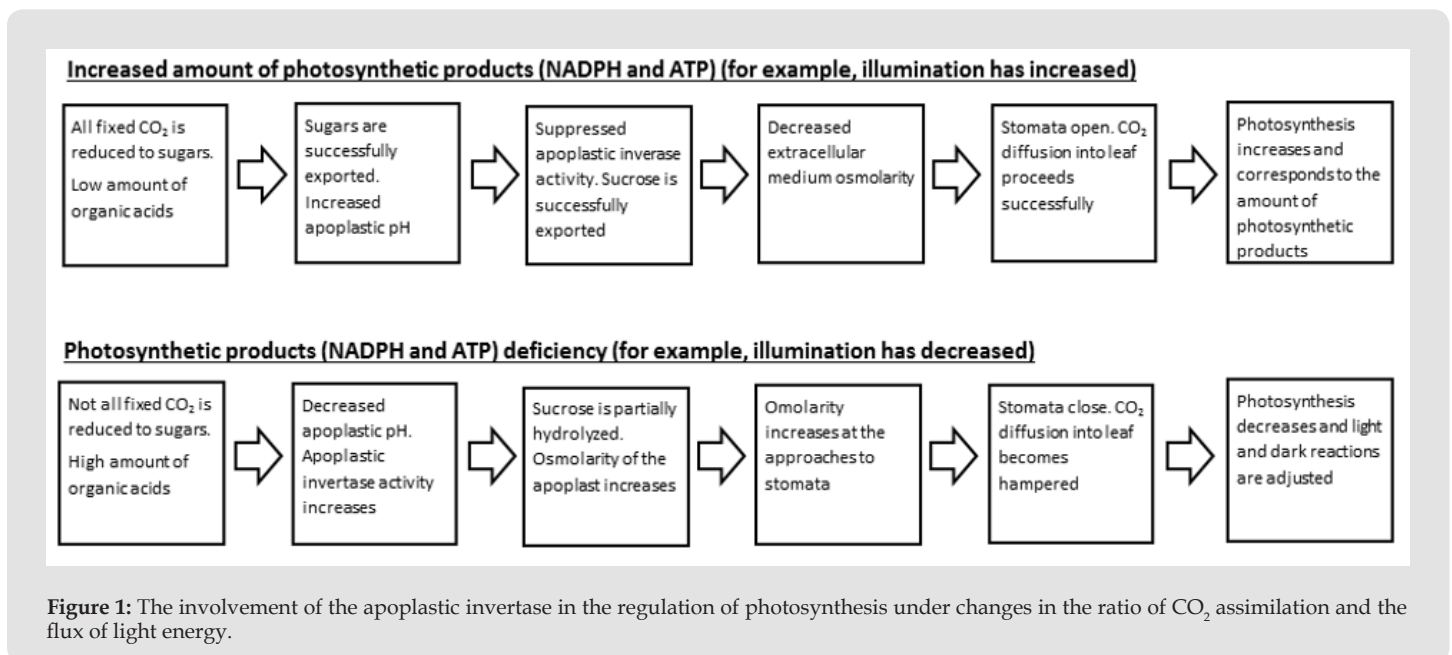 Increased amount of photosynthetic products (NADPH and ATP) (for example, illumination has increased)
All fixed CO₂ is
reduced to sugars.
Low amount of
organic acids
Sugars are
successfully
exported.
Increased
apoplastic pH
Suppressed
apoplastic inverase
activity. Sucrose is
successfully
exported
Decreased
extracellular
medium osmolarity
Stomata open. CO₂
diffusion into leaf
proceeds
successfully
Photosynthesis
increases and
corresponds to the
amount of
photosynthetic
products
Photosynthetic products (NADPH and ATP) deficiency (for example, illumination has decreased)
Not all fixed CO₂ is
reduced to sugars.
High amount of
organic acids
Decreased
apoplastic pH.
Apoplastic
invertase activity
increases
Sucrose is partially
hydrolyzed.
Osmolarity of the
apoplast increases
Omolarity
increases at the
approaches to
stomata
Stomata close. CO₂
diffusion into leaf
becomes
hampered
Photosynthesis
decreases and light
and dark reactions
are adjusted
Figure 1: The involvement of the apoplastic invertase in the regulation of photosynthesis under changes in the ratio of CO₂ assimilation and the
flux of light energy.